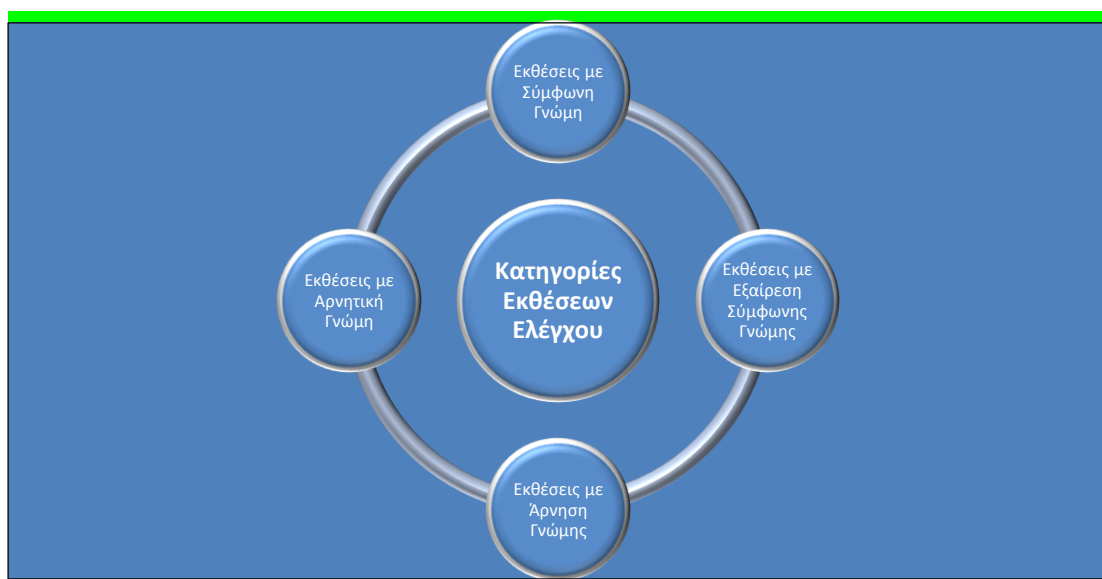 Εκθέσεις με
Σύμφωνη
Γνώμη
Εκθέσεις με
Αρνητική
Γνώμη
Κατηγορίες
Εκθέσεων
Ελέγχου
Εκθέσεις με
Εξαίρεση
Σύμφωνης
Γνώμης
Εκθέσεις με
Άρνηση
Γνώμης